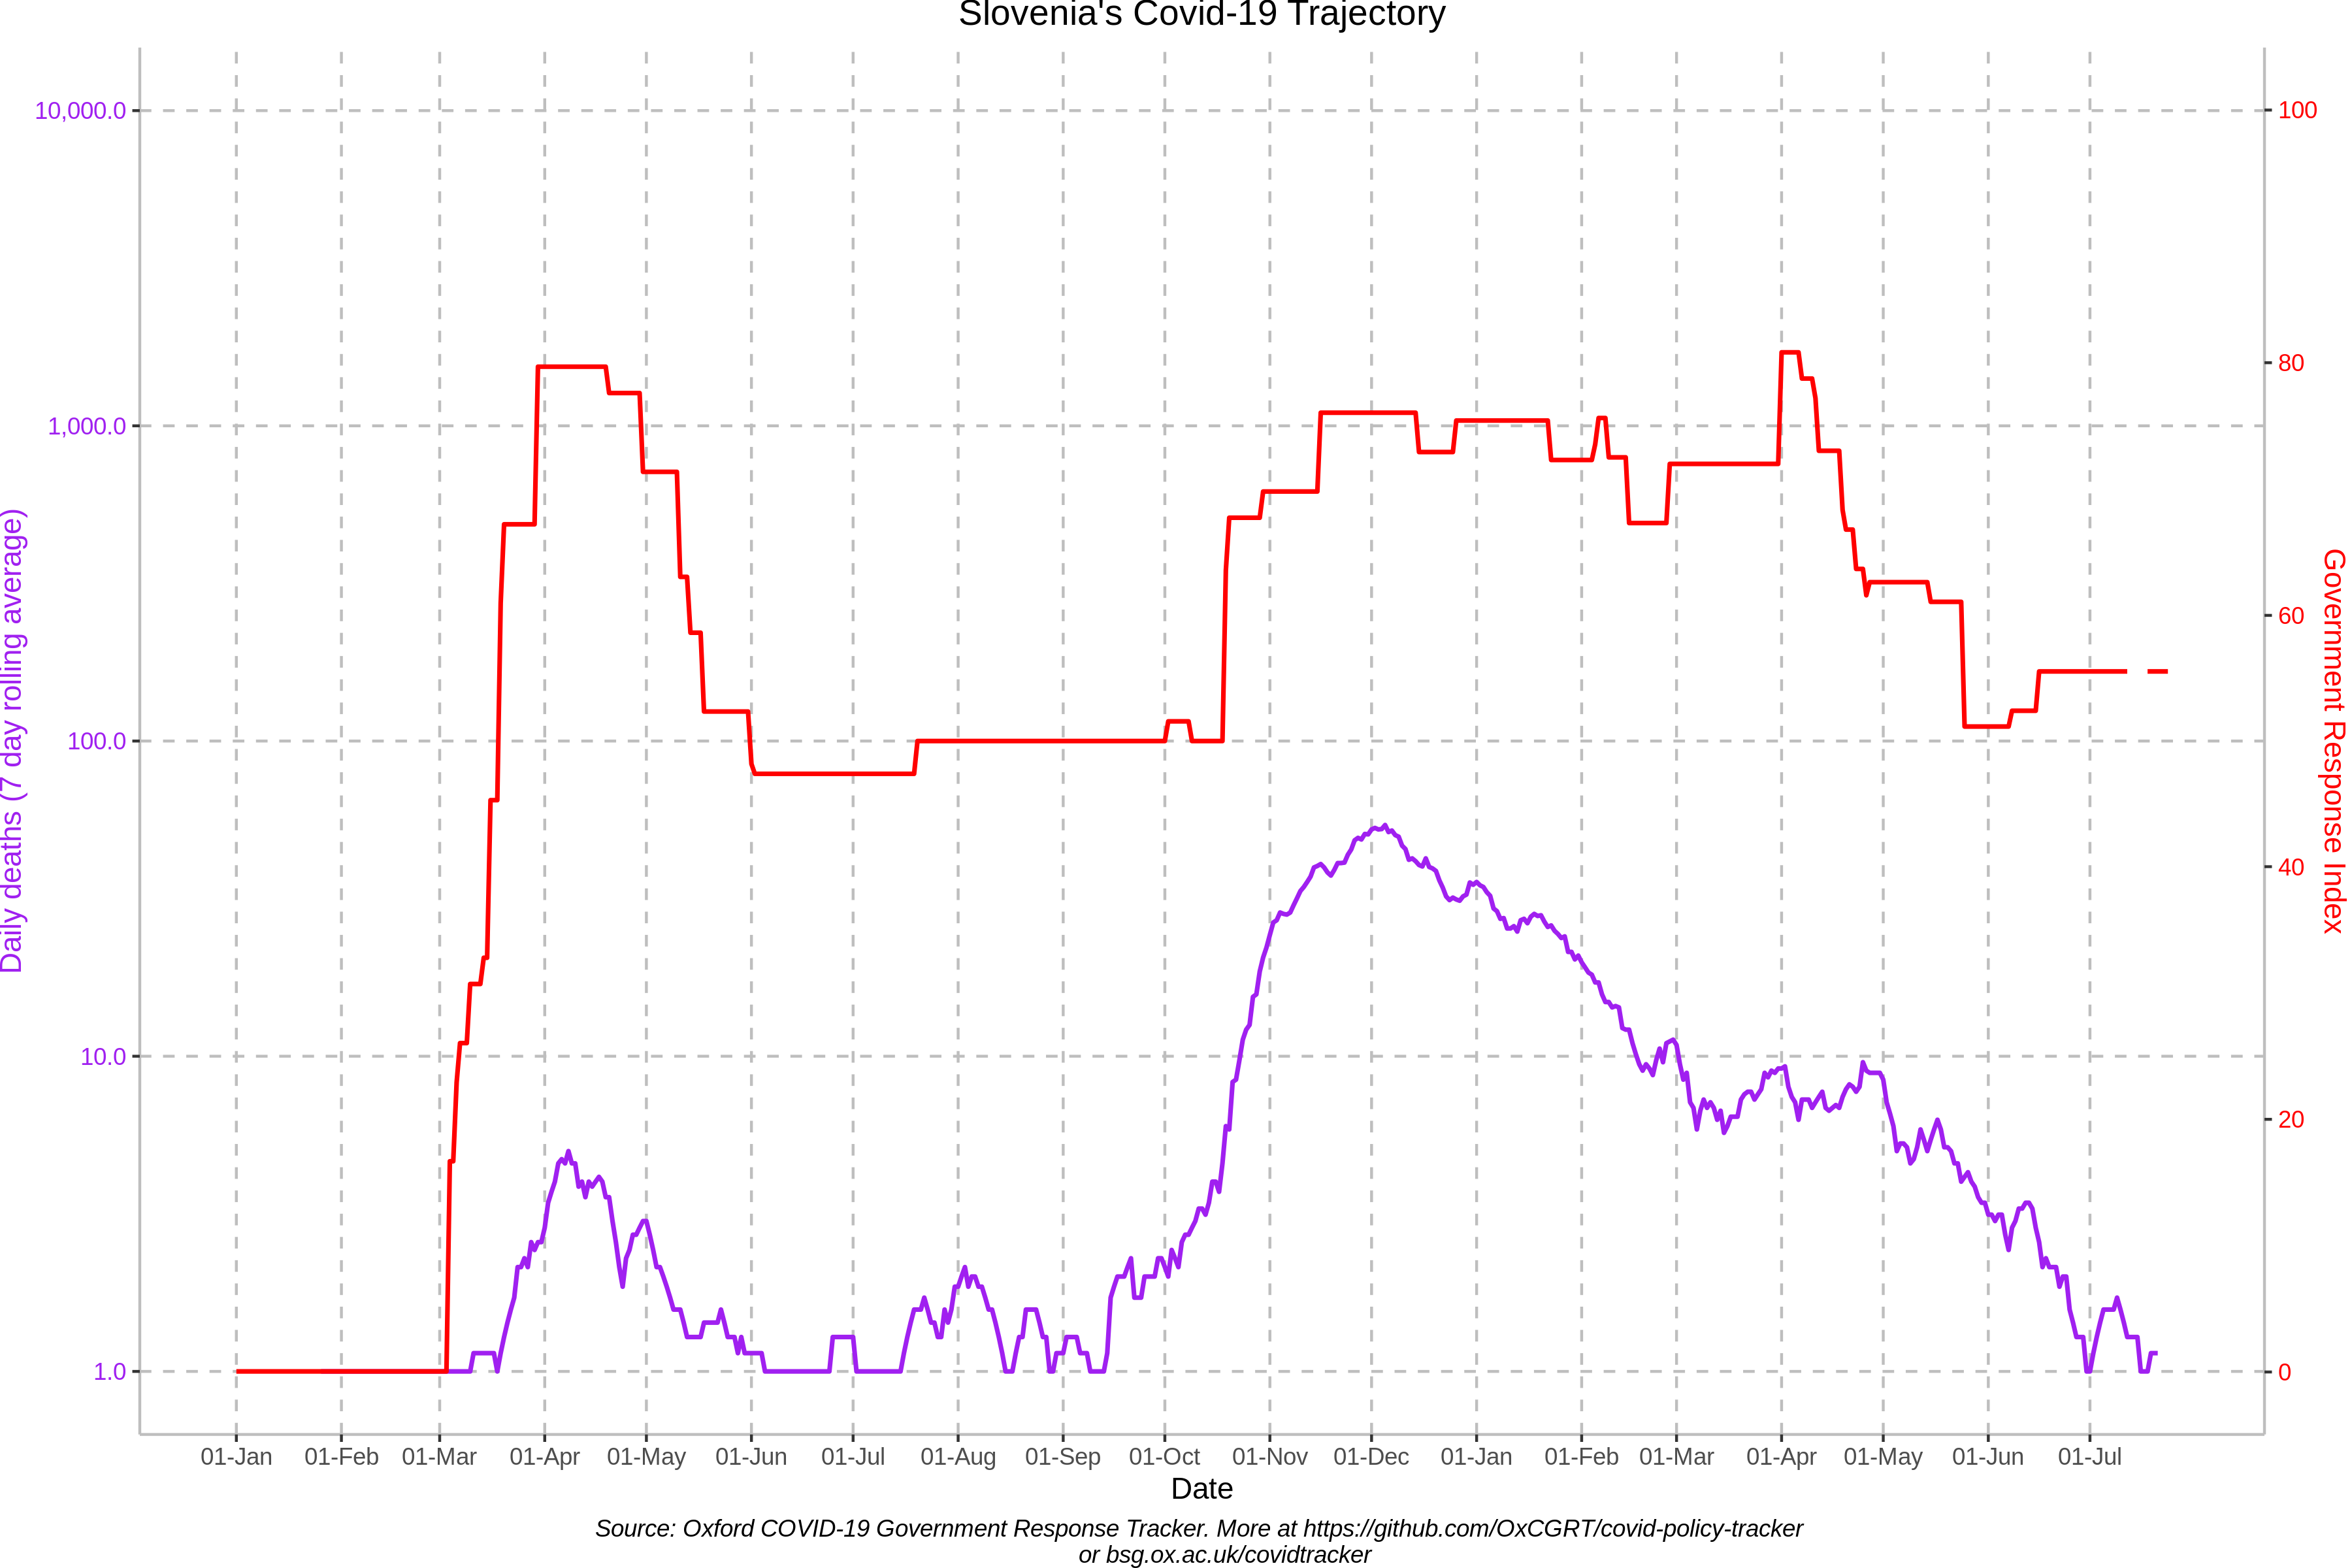 Slovenia's Covid-19 Trajectory
Daily deaths (7 day rolling average)
10,000.0
1,000.0
100.0
10.0
1.0
100
80
60
40
20
0
Government Response Index
01-Jan 01-Feb 01-Mar 01-Apr 01-May 01-Jun 01-Jul 01-Aug 01-Sep 01-Oct 01-Nov 01-Dec 01-Jan 01-Feb 01-Mar 01-Apr 01-May 01-Jun 01-Jul
Date
Source: Oxford COVID-19 Government Response Tracker. More at https://github.com/OxCGRT/covid-policy-tracker
or bsg.ox.ac.uk/covidtracker